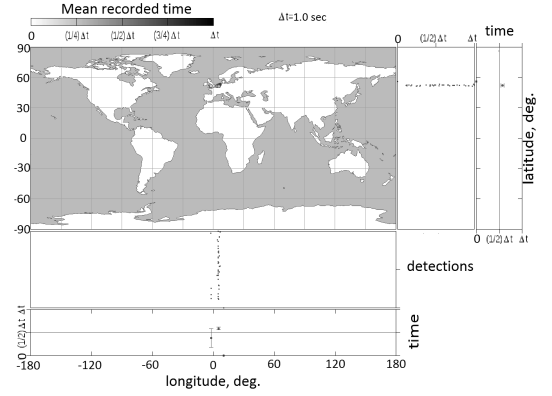 Mean recorded time
Δt=1.0 sec
0 (1/4) Δt (1/2) Δt (3/4) Δt Δt
time
0 (1/2) Δt Δt
90
60
30
0
-30
-60
-90
latitude, deg.
0 (1/2) Δt Δt
detections
0 (1/2) Δt Δt
time
-180 -120 -60 0 60 120 180
longitude, deg.